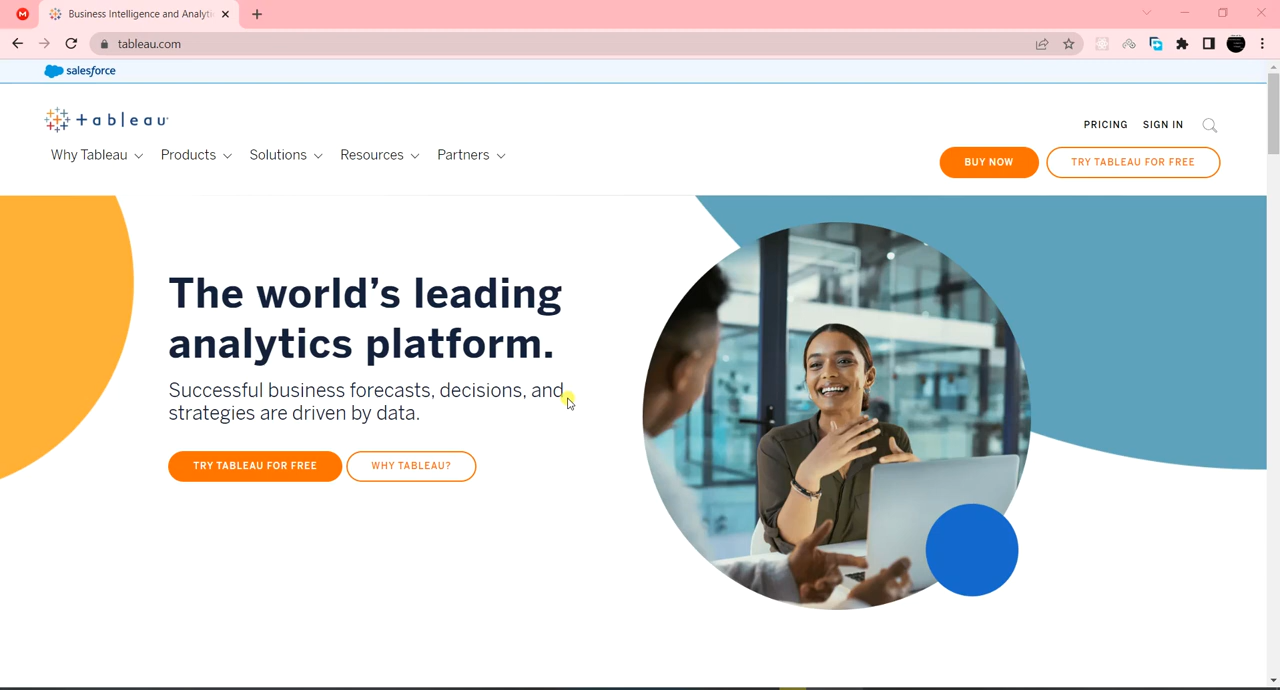 Business Intelligence and Analyti
tableau.com
salesforce
+ableau
PRICING SIGN IN
Why Tableau Products Solutions Resources Partners
BUY NOW TRY TABLEAU FOR FREE
The world's leading
analytics platform.
Successful business forecasts, decisions, and
strategies are driven by data.
TRY TABLEAU FOR FREE WHY TABLEAU?